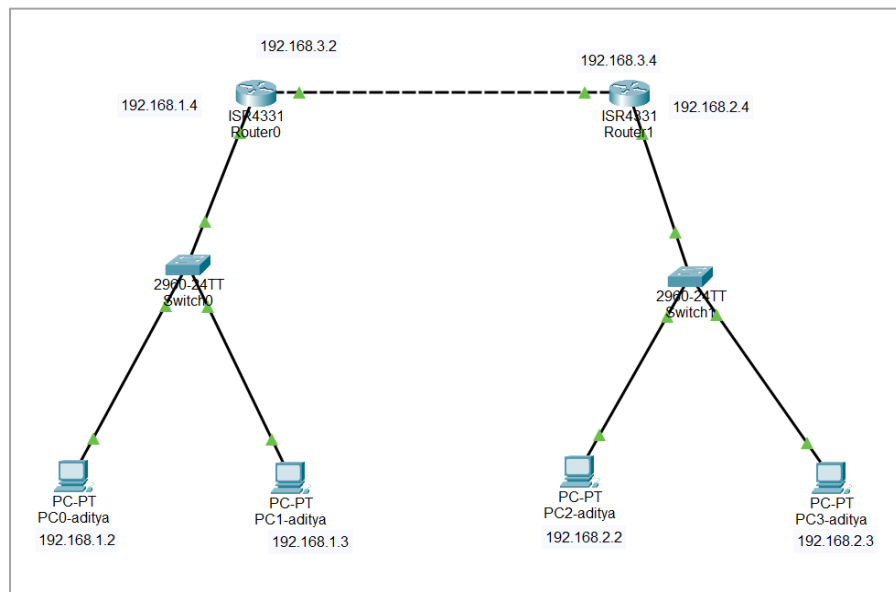 192.168.3.2
192.168.3.4
192.168.1.4
192.168.2.4
ISR4331
Router0
ISR4331
Router1
2960-24TT
Switch0
2960-24TT
Switch1
PC-PT
PC0-aditya
192.168.1.2
PC-PT
PC1-aditya
192.168.1.3
PC-PT
PC2-aditya
192.168.2.2
PC-PT
PC3-aditya
192.168.2.3